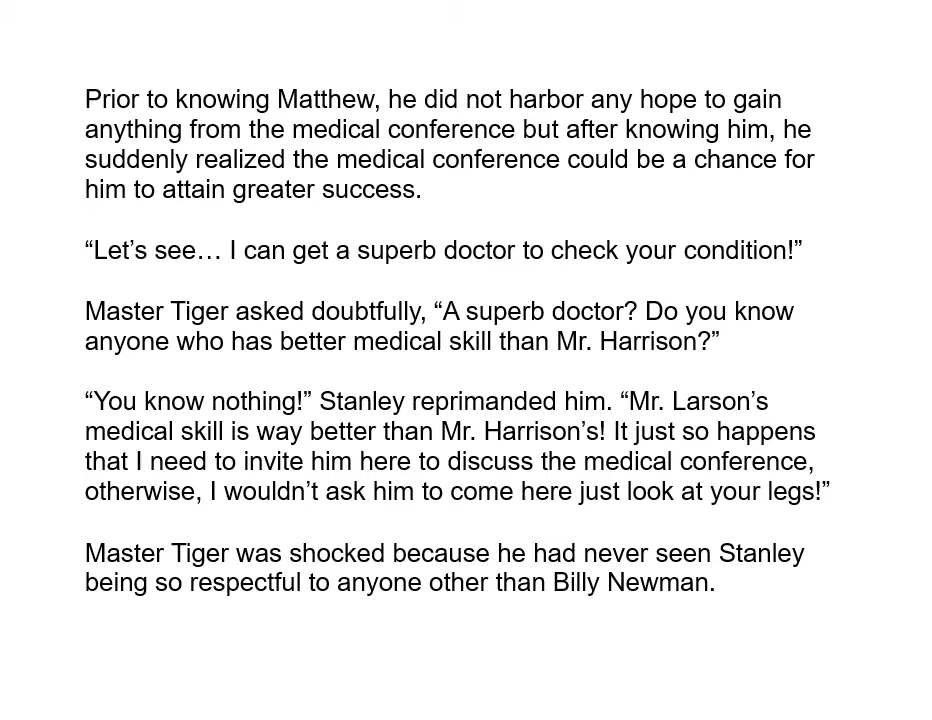 Prior to knowing Matthew, he did not harbor any hope to gain
anything from the medical conference but after knowing him, he
suddenly realized the medical conference could be a chance for
him to attain greater success.
“Let’s see… I can get a superb doctor to check your condition!”
Master Tiger asked doubtfully, “A superb doctor? Do you know
anyone who has better medical skill than Mr. Harrison?”
“You know nothing!” Stanley reprimanded him. “Mr. Larson’s
medical skill is way better than Mr. Harrison’s! It just so happens
that I need to invite him here to discuss the medical conference,
otherwise, I wouldn’t ask him to come here just look at your legs!”
Master Tiger was shocked because he had never seen Stanley
being so respectful to anyone other than Billy Newman.